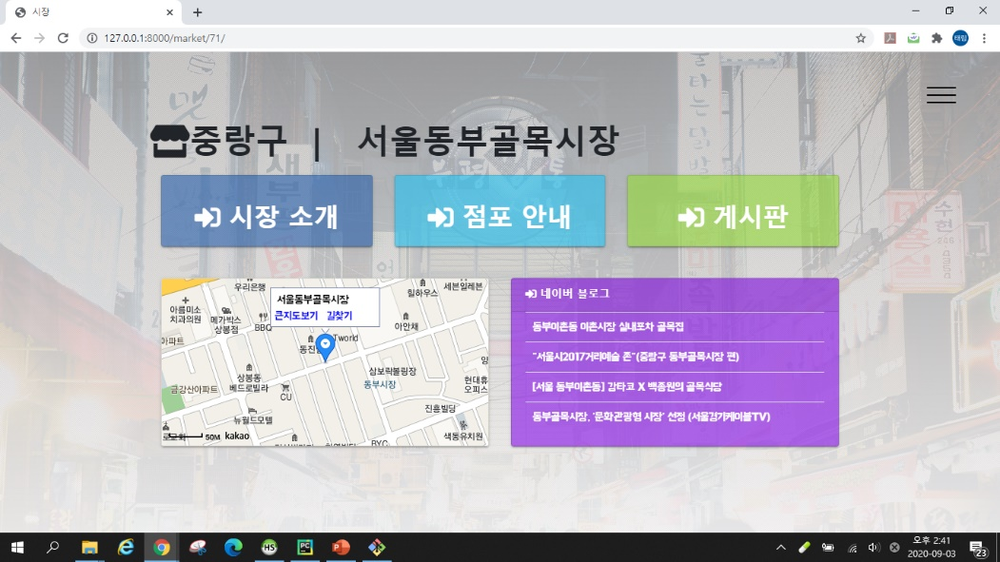 시장
127.0.0.1:8000/market/71/
태림
중랑구 | 서울동부골목시장
시장 소개
점포 안내
게시판
우리은행
세븐일레븐
힐하우스
서울동부골목시장
큰지도보기 길찾기
아름미소
치과의원
메가박스
상봉점
BBQ
안채
아파트
Tworld
동진
삼보락볼링장
동부시장
상봉동
베드로빌라
금강산아파트
CU
현대휴
오피스
진흥빌딩
뉴월드모텔
색동유치원
50M kakao
BYC
네이버 블로그
동부이촌동 이촌시장 실내포차 골목집
"서울시2017거리예술 존"(중랑구 동부골목시장 편)
[서울 동부이촌동] 감타코 X 백종원의 골목식당
동부골목시장, '문화관광형 시장' 선정 (서울경기케이블TV)
오후 2:41
2020-09-03
23